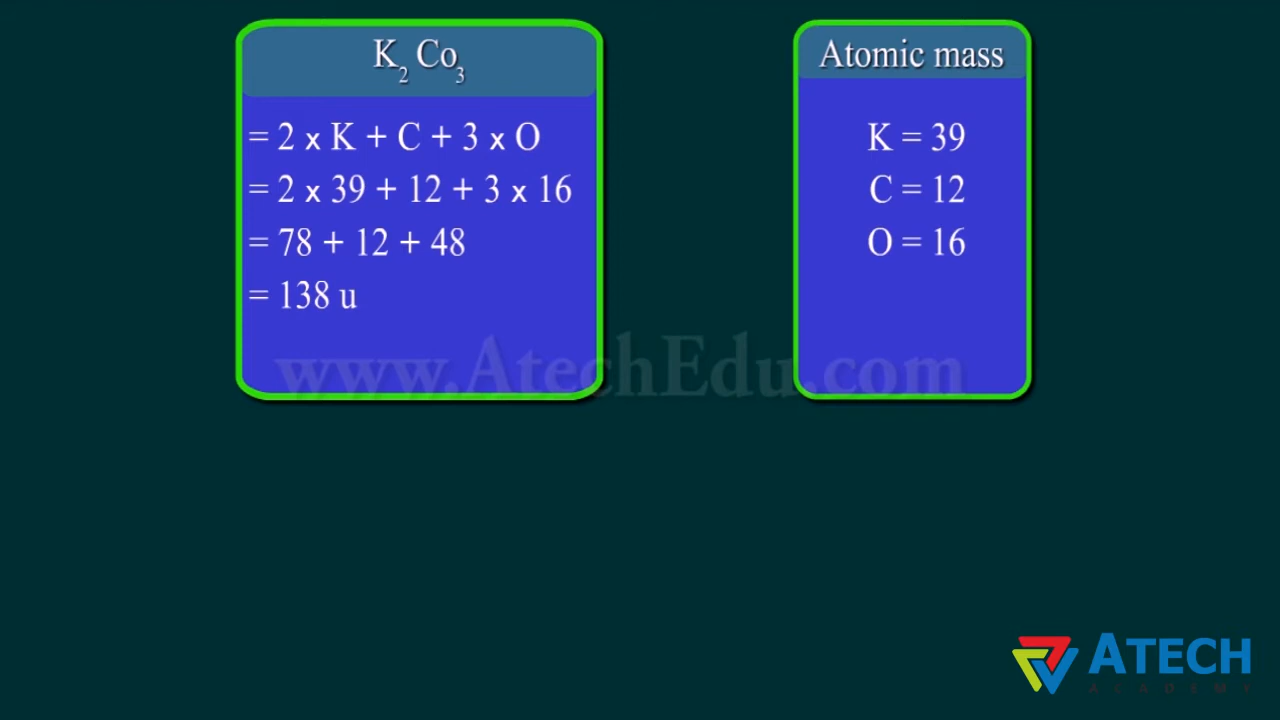 K₂ Co₃
= 2 x K + C + 3 x O
= 2 x 39 + 12 + 3 x 16
= 78 + 12 + 48
= 138 u
Atomic mass
K = 39
C = 12
O = 16
www.AtechEdu.com
ATECH
ACADEMY